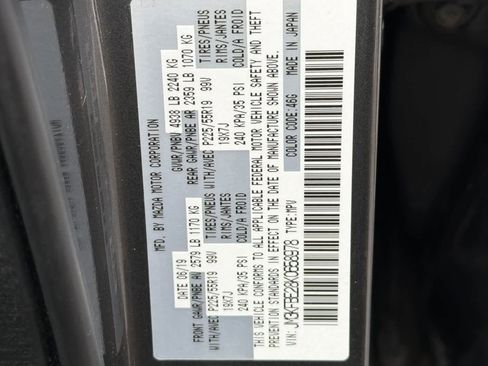 MFD. BY MAZDA MOTOR CORPORATION
DATE 06/19 GVWR/PNBV 4938 LB 2240 KG
FRONT GAWR/PNBE AV 2579 LB 1170 KG REAR GAWR/PNBE AR 2359 LB 1070 KG
WITH/AVEC P225/55R19 99V TIRES/PNEUS WITH/AVEC P225/55R19 99V TIRES/PNEUS
19X7J RIMS/JANTES 19X7J RIMS/JANTES
240 KPA/35 PSI COLD/A FROID 240 KPA/35 PSI COLD/A FROID
THIS VEHICLE CONFORMS TO ALL APPLICABLE FEDERAL MOTOR VEHICLE SAFETY AND THEFT
PREVENTION STANDARDS IN EFFECT ON THE DATE OF MANUFACTURE SHOWN ABOVE.
COLOR CODE:46G MADE IN JAPAN
VIN: TYPE:MPV